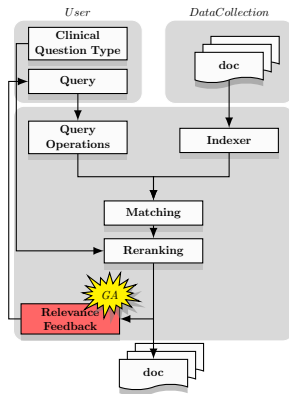 User
DataCollection
Clinical
Question Type
doc
Query
Query
Operations
Indexer
Matching
Reranking
GA
Relevance
Feedback
doc